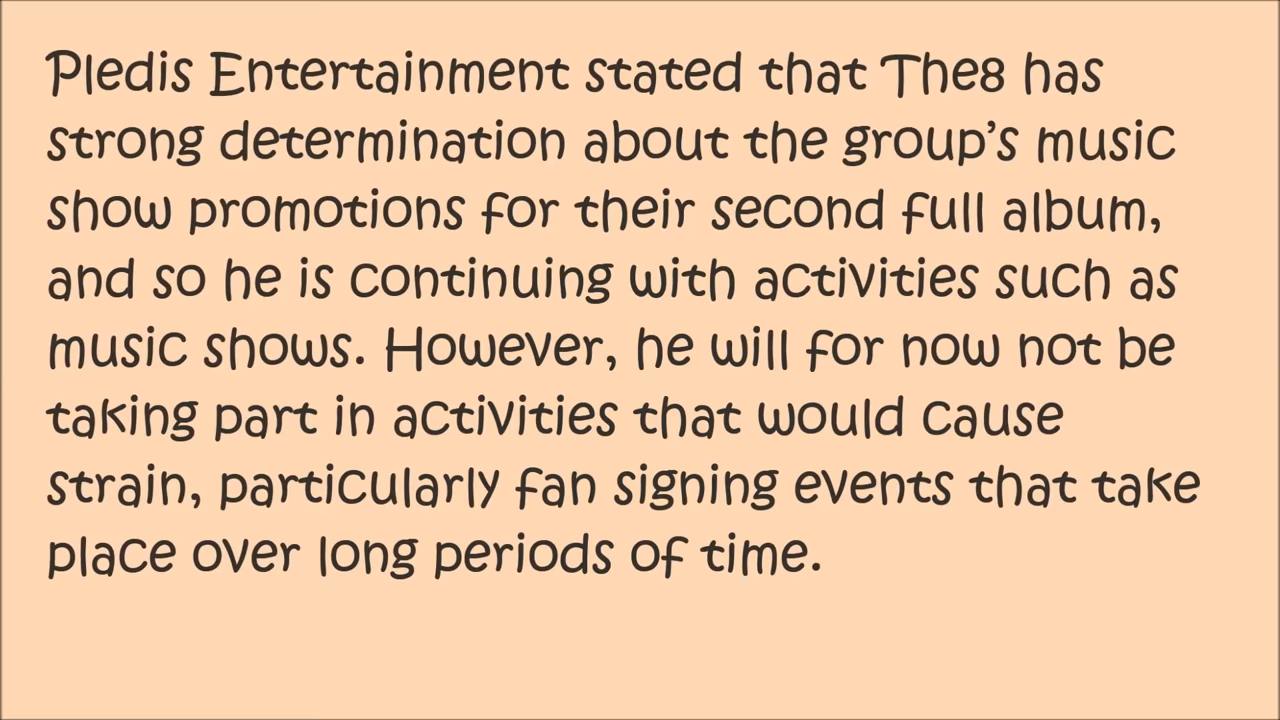 Pledis Entertainment stated that The8 has
strong determination about the group’s music
show promotions for their second full album,
and so he is continuing with activities such as
music shows. However, he will for now not be
taking part in activities that would cause
strain, particularly fan signing events that take
place over long periods of time.